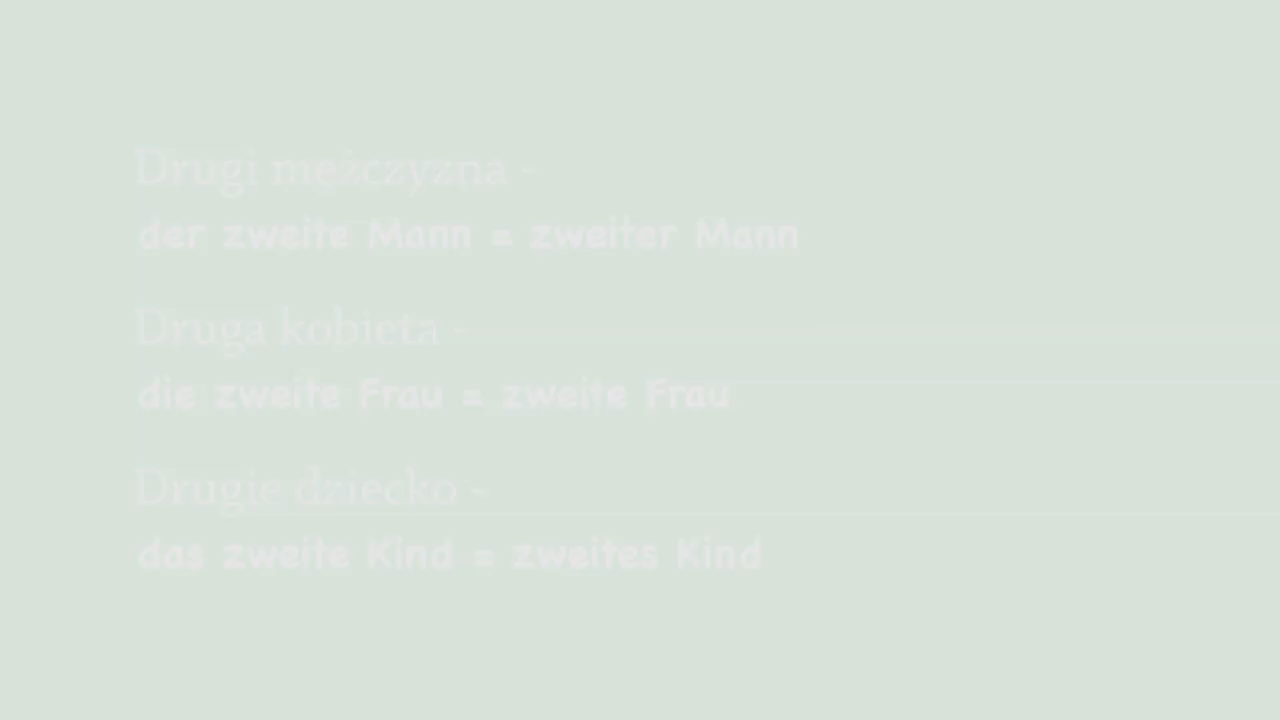 Drugi mężczyzna -
der zweite Mann = zweiter Mann
Druga kobieta -
die zweite Frau = zweite Frau
Drugie dziecko -
das zweite Kind = zweites Kind